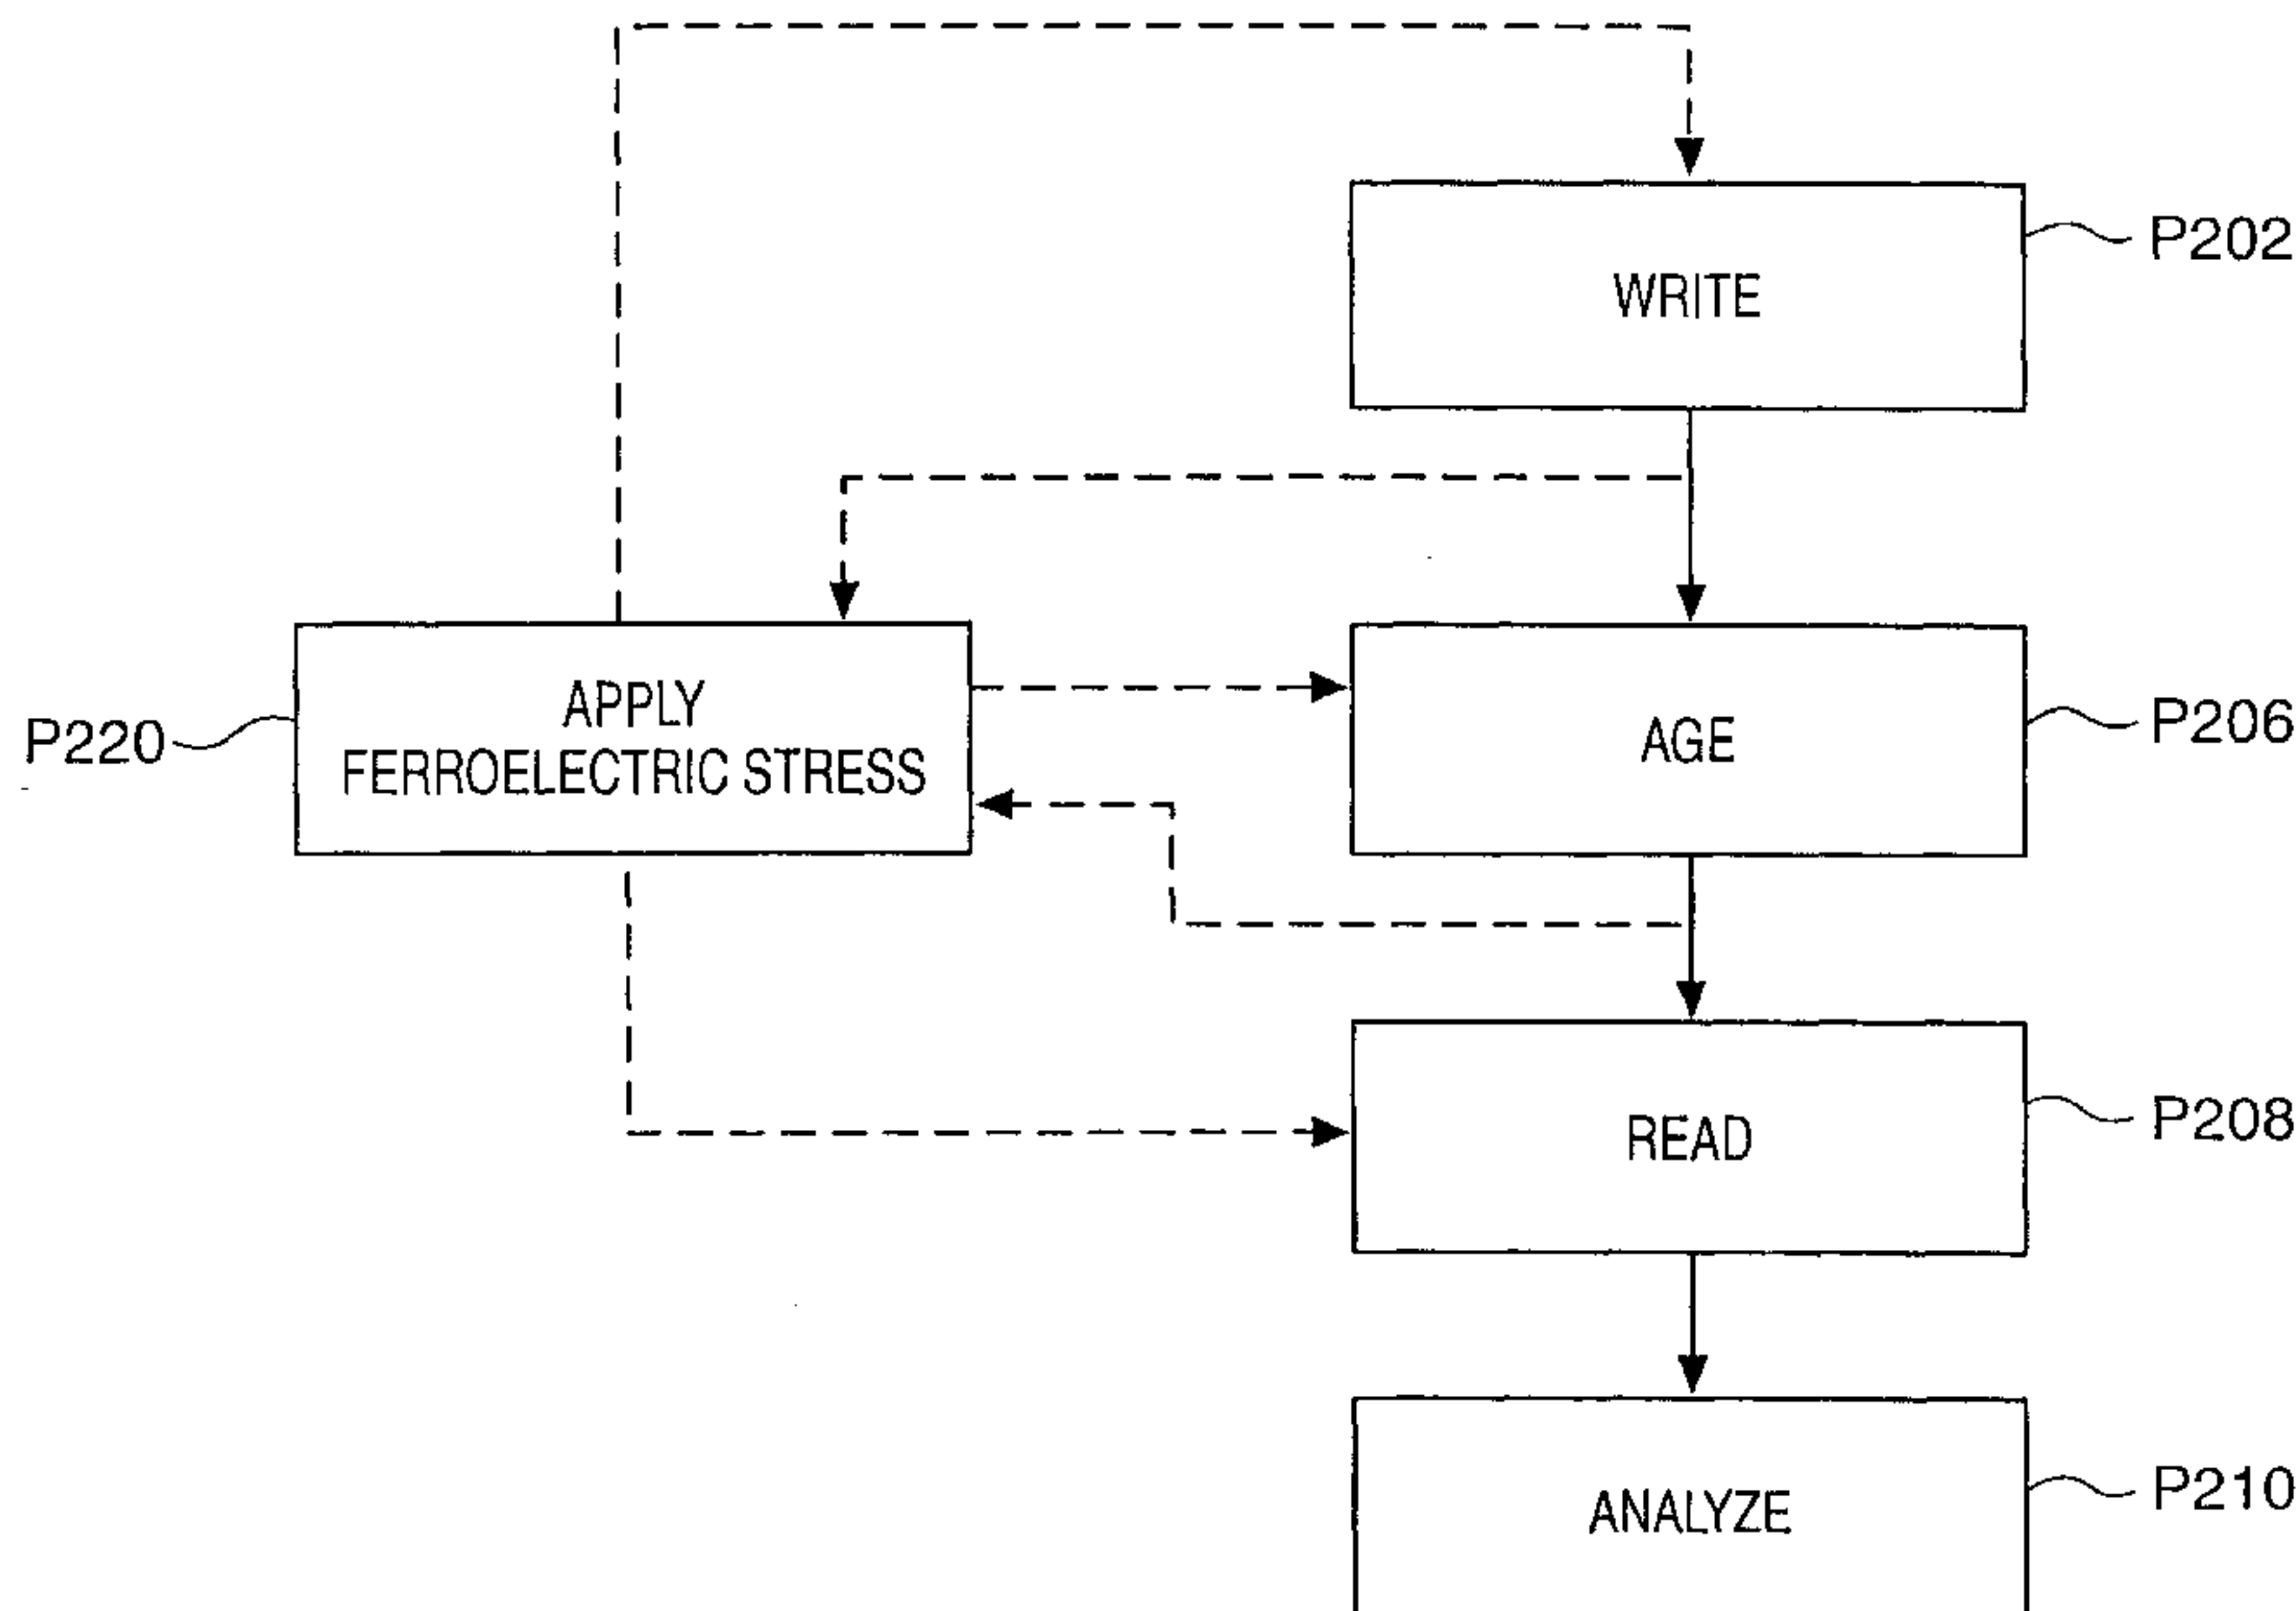 WRITE
P202
APPLY
FERROELECTRIC STRESS
P220
AGE
P206
READ
P208
ANALYZE
P210